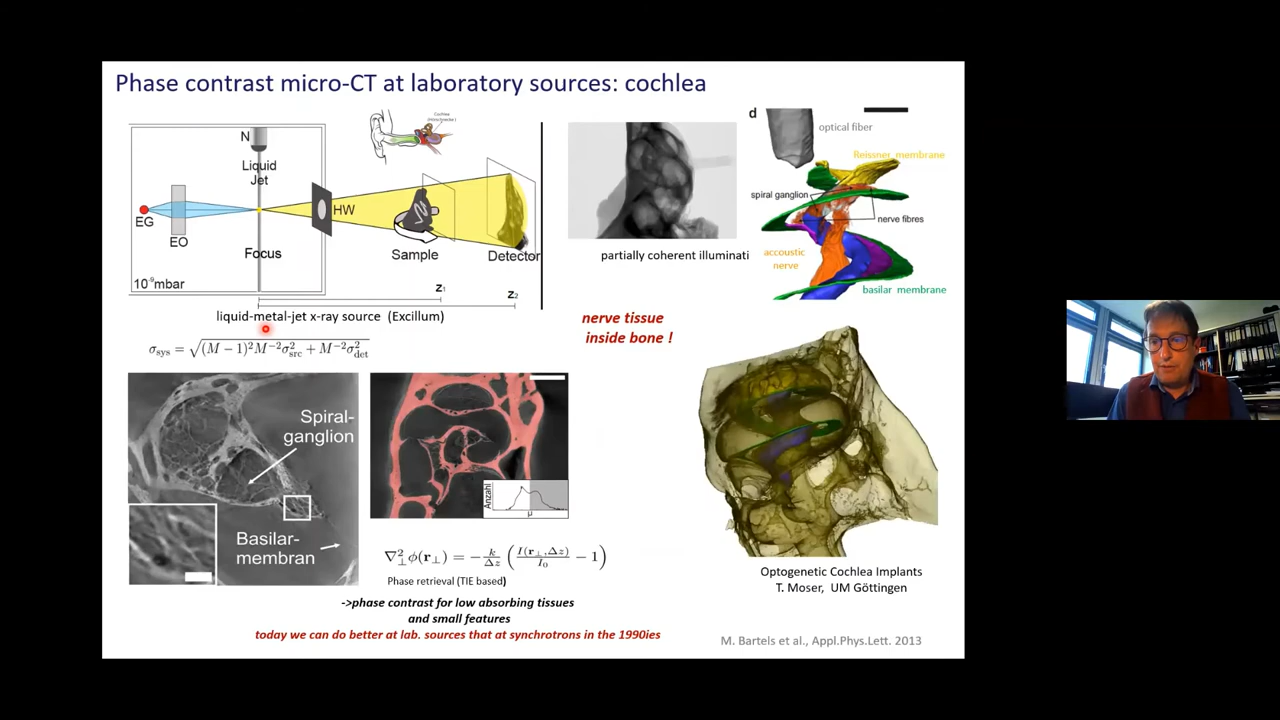 Phase contrast micro-CT at laboratory sources: cochlea
N
Liquid
Jet
HW
EG
EO
Focus
Sample
Detector
10⁻⁹mbar
z₁
z₂
liquid-metal-jet x-ray source (Excillum)
σsys = √((M − 1)²M⁻²σ²src + M⁻²σ²det)
Cochlea
partially coherent illuminati
d
optical fiber
Reissner membrane
spiral ganglion
nerve fibres
accoustic
nerve
basilar membrane
nerve tissue
inside bone !
Spiral-
ganglion
Basilar-
membran
Anzahl
μ
∇²⊥ϕ(r⊥) = −k/Δz (I(r⊥,Δz)/I₀ − 1)
Phase retrieval (TIE based)
->phase contrast for low absorbing tissues
and small features
today we can do better at lab. sources that at synchrotrons in the 1990ies
Optogenetic Cochlea Implants
T. Moser, UM Göttingen
M. Bartels et al., Appl.Phys.Lett. 2013